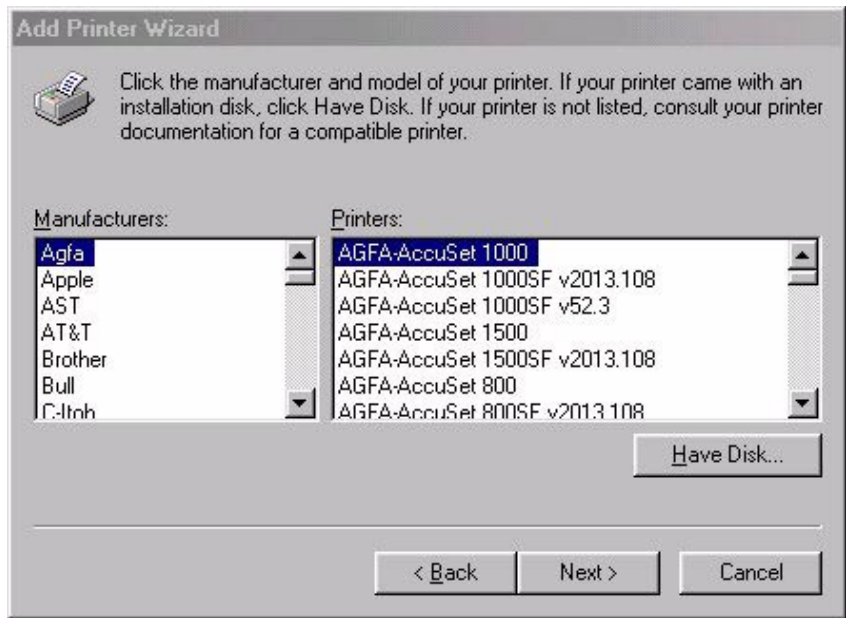 Add Printer Wizard
Click the manufacturer and model of your printer. If your printer came with an
installation disk, click Have Disk. If your printer is not listed, consult your printer
documentation for a compatible printer.
Manufacturers:
Agfa
Apple
AST
AT&T
Brother
Bull
C-Itoh
Printers:
AGFA-AccuSet 1000
AGFA-AccuSet 1000SF v2013.108
AGFA-AccuSet 1000SF v52.3
AGFA-AccuSet 1500
AGFA-AccuSet 1500SF v2013.108
AGFA-AccuSet 800
AGFA-AccuSet 800SF v2013.108
Have Disk...
< Back
Next >
Cancel